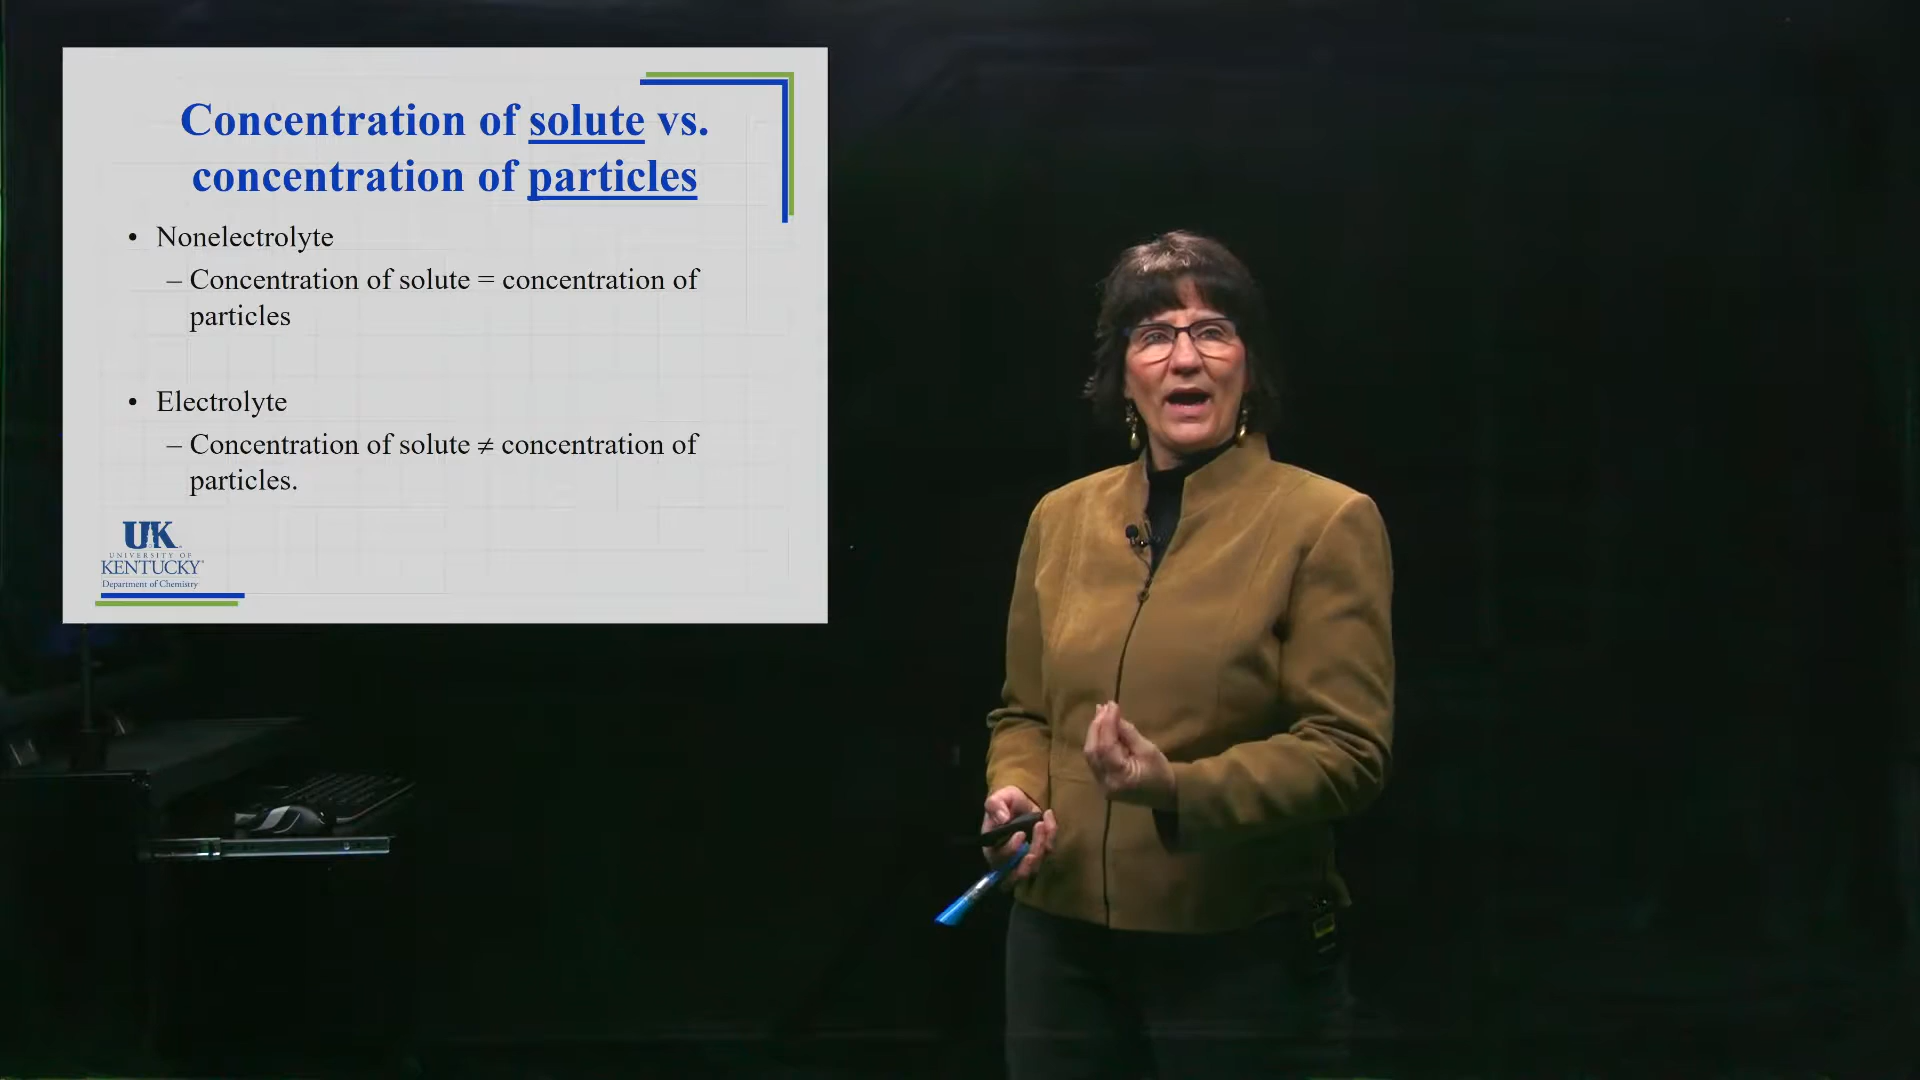 Concentration of solute vs.
concentration of particles
• Nonelectrolyte
– Concentration of solute = concentration of
particles
• Electrolyte
– Concentration of solute ≠ concentration of
particles.
UK
UNIVERSITY OF
KENTUCKY
Department of Chemistry